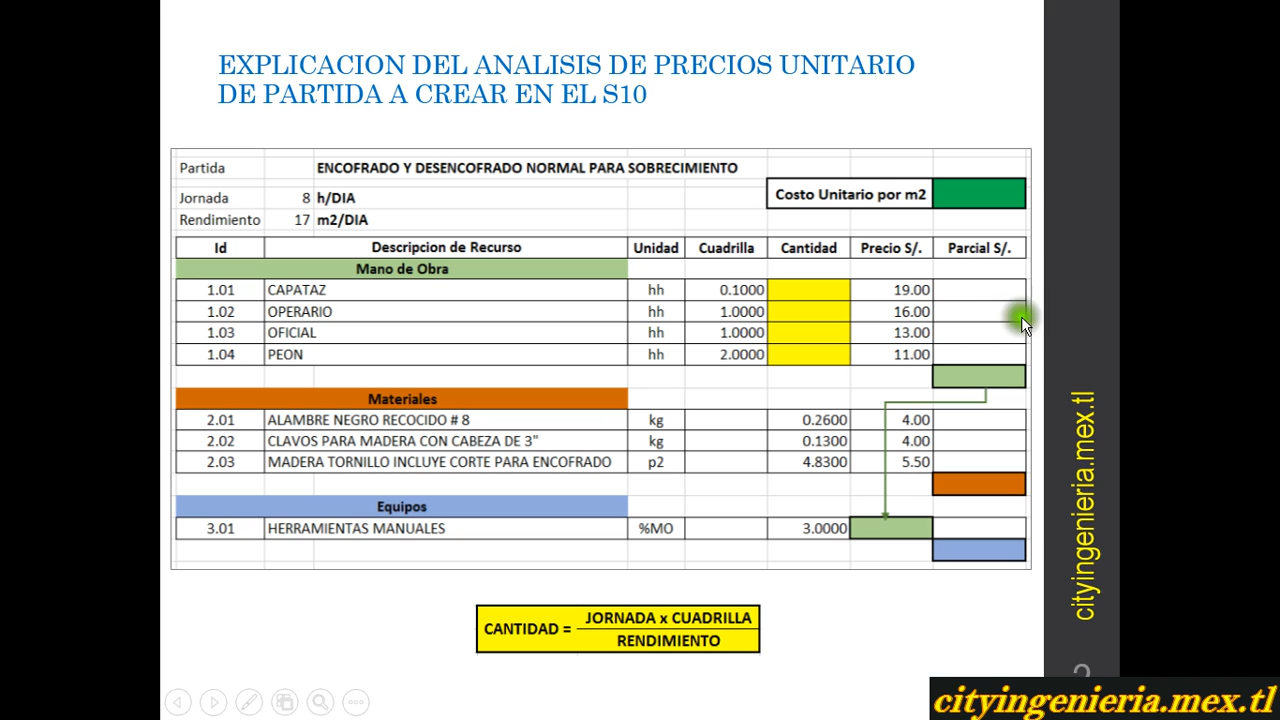 EXPLICACION DEL ANALISIS DE PRECIOS UNITARIO
DE PARTIDA A CREAR EN EL S10
Partida ENCOFRADO Y DESENCOFRADO NORMAL PARA SOBRECIMIENTO
Costo Unitario por m2
Jornada 8 h/DIA
Rendimiento 17 m2/DIA
Id Descripcion de Recurso Unidad Cuadrilla Cantidad Precio S/. Parcial S/.
Mano de Obra
1.01 CAPATAZ hh 0.1000 19.00
1.02 OPERARIO hh 1.0000 16.00
1.03 OFICIAL hh 1.0000 13.00
1.04 PEON hh 2.0000 11.00
Materiales
2.01 ALAMBRE NEGRO RECOCIDO # 8 kg 0.2600 4.00
2.02 CLAVOS PARA MADERA CON CABEZA DE 3" kg 0.1300 4.00
2.03 MADERA TORNILLO INCLUYE CORTE PARA ENCOFRADO p2 4.8300 5.50
Equipos
3.01 HERRAMIENTAS MANUALES %MO 3.0000
CANTIDAD = JORNADA x CUADRILLA
RENDIMIENTO
cityingenieria.mex.tl
cityingenieria.mex.tl